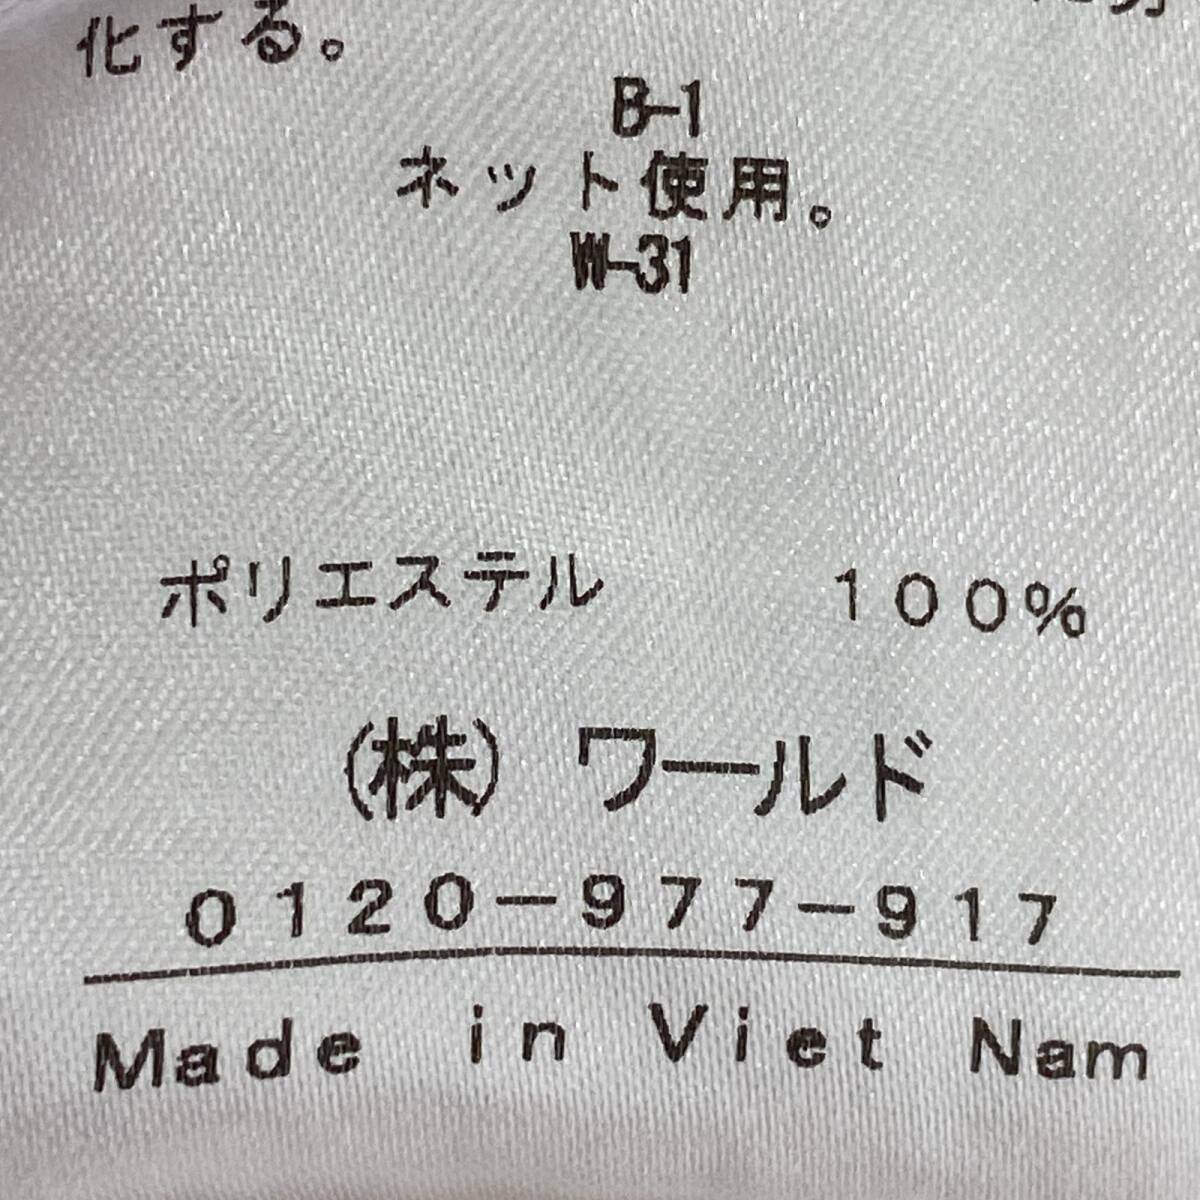 化する。
B-1
ネット使用。
W-31
ポリエステル 100%
(株) ワールド
0120-977-917
Made in Viet Nam